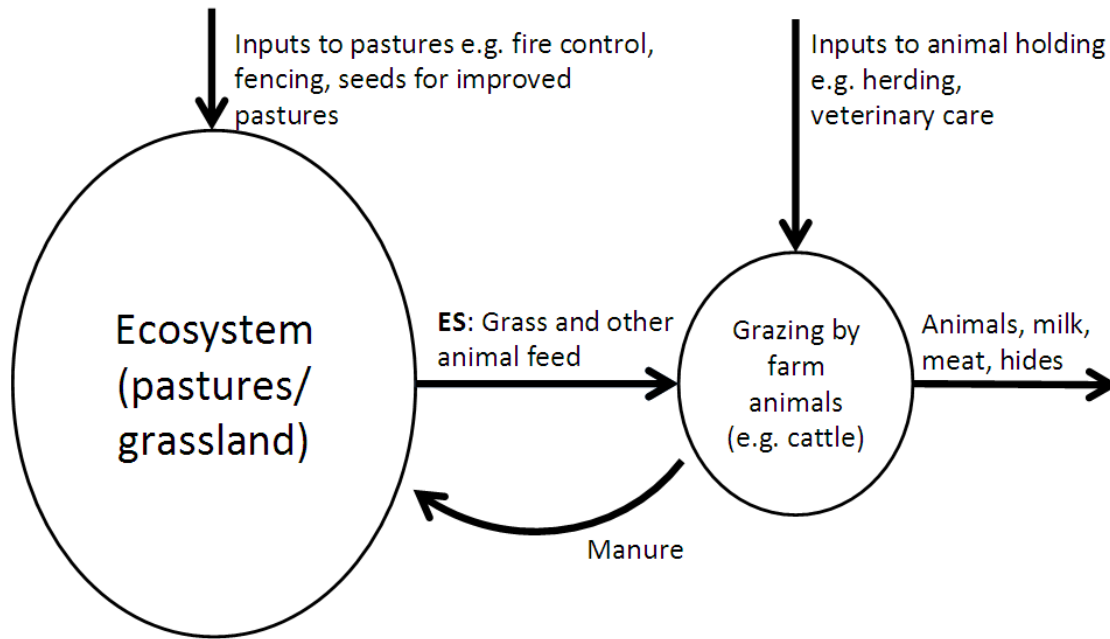 Inputs to pastures e.g. fire control,
fencing, seeds for improved
pastures
Inputs to animal holding
e.g. herding,
veterinary care
Ecosystem
(pastures/
grassland)
ES: Grass and other
animal feed
Grazing by
farm
animals
(e.g. cattle)
Animals, milk,
meat, hides
Manure